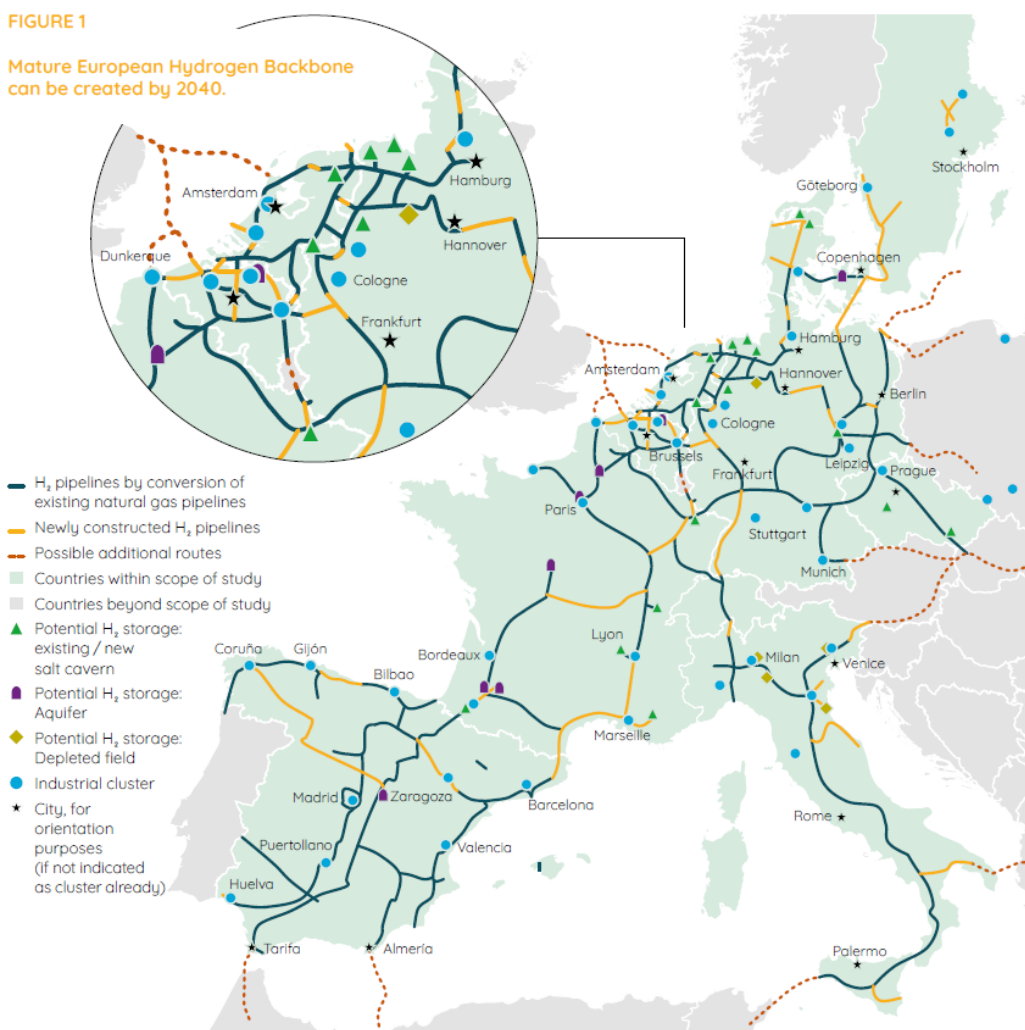 FIGURE 1
Mature European Hydrogen Backbone
can be created by 2040.
Amsterdam
Hamburg
Dunkerque
Hannover
Cologne
Frankfurt
Stockholm
Göteborg
Copenhagen
Hamburg
Amsterdam
Hannover
Berlin
Cologne
Brussels
Leipzig
Frankfurt
Prague
Paris
Stuttgart
Munich
H₂ pipelines by conversion of
existing natural gas pipelines
Newly constructed H₂ pipelines
Possible additional routes
Countries within scope of study
Countries beyond scope of study
Potential H₂ storage:
existing / new
salt cavern
Potential H₂ storage:
Aquifer
Potential H₂ storage:
Depleted field
Industrial cluster
City, for
orientation
purposes
(if not indicated
as cluster already)
Coruña
Gijón
Bilbao
Bordeaux
Lyon
Milan
Venice
Marseille
Madrid
Zaragoza
Barcelona
Rome
Puertollano
Valencia
Huelva
Tarifa
Almería
Palermo